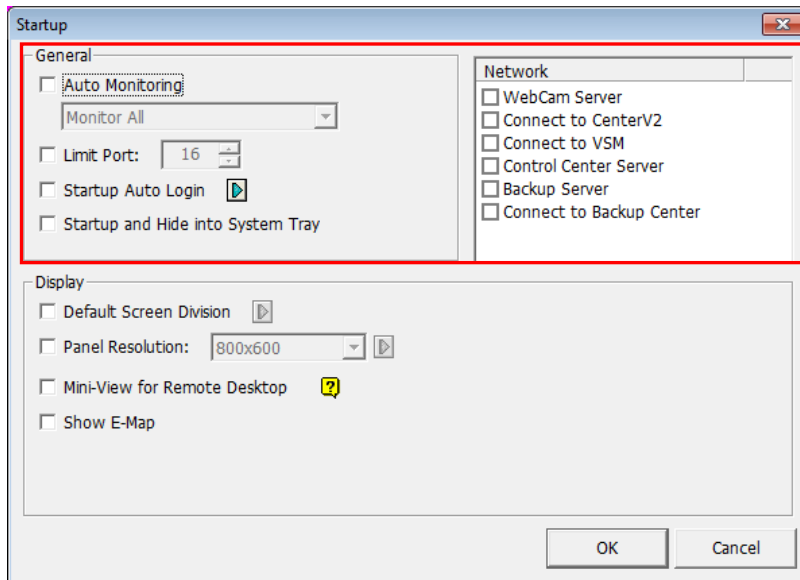 Startup
General
Auto Monitoring
Monitor All
Limit Port: 16
Startup Auto Login
Startup and Hide into System Tray
Network
WebCam Server
Connect to CenterV2
Connect to VSM
Control Center Server
Backup Server
Connect to Backup Center
Display
Default Screen Division
Panel Resolution: 800x600
Mini-View for Remote Desktop ?
Show E-Map
OK Cancel